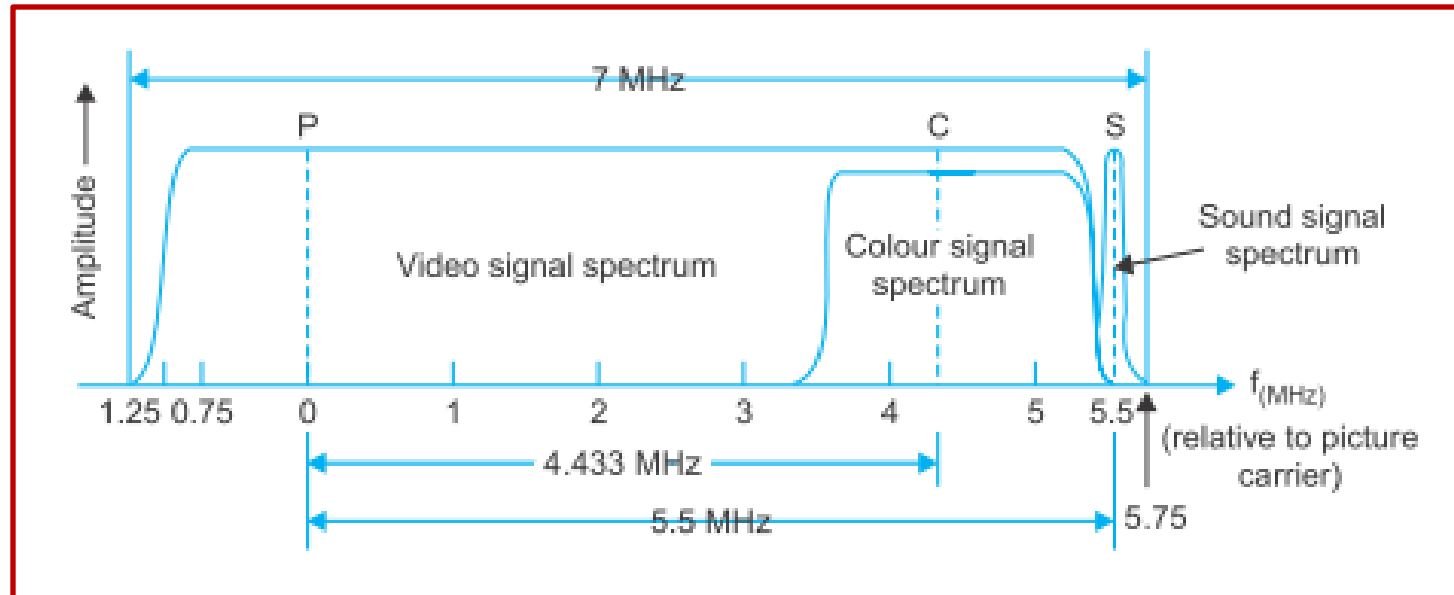 7 MHz
Amplitude
P
C
S
Video signal spectrum
Colour signal
spectrum
Sound signal
spectrum
1.25 0.75 0 1 2 3 4 5 5.5
f(MHz)
(relative to picture
carrier)
4.433 MHz
5.5 MHz
5.75